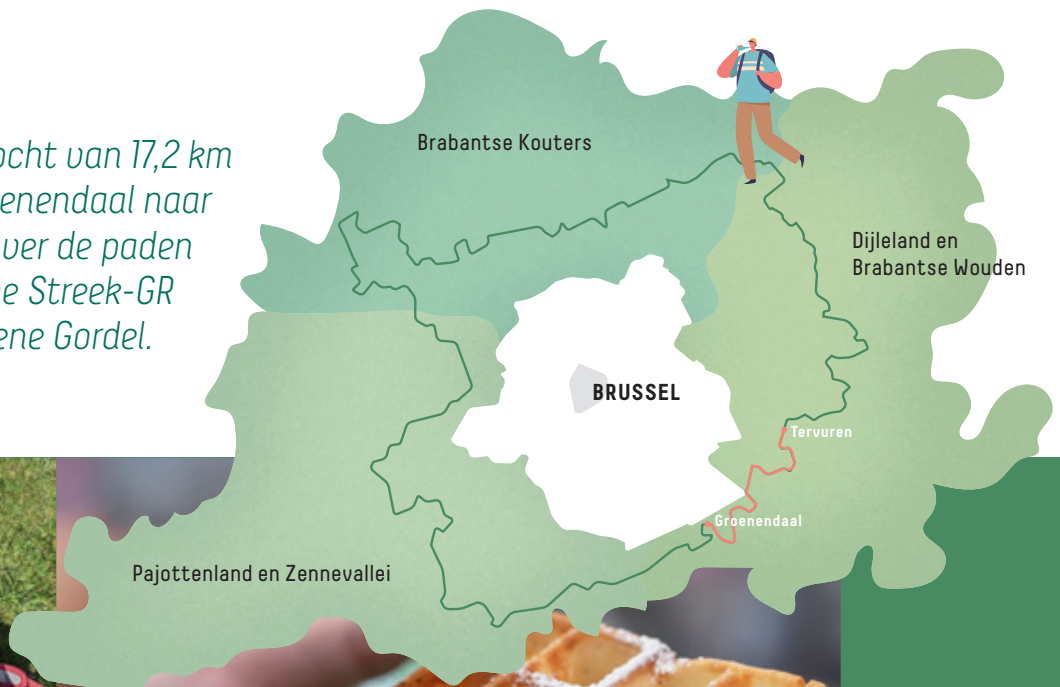 ocht van 17,2 km
enendaal naar
ver de paden
e Streek-GR
ene Gordel.
Brabantse Kouters
Dijleland en
Brabantse Wouden
BRUSSEL
Tervuren
Groenendaal
Pajottenland en Zennevallei